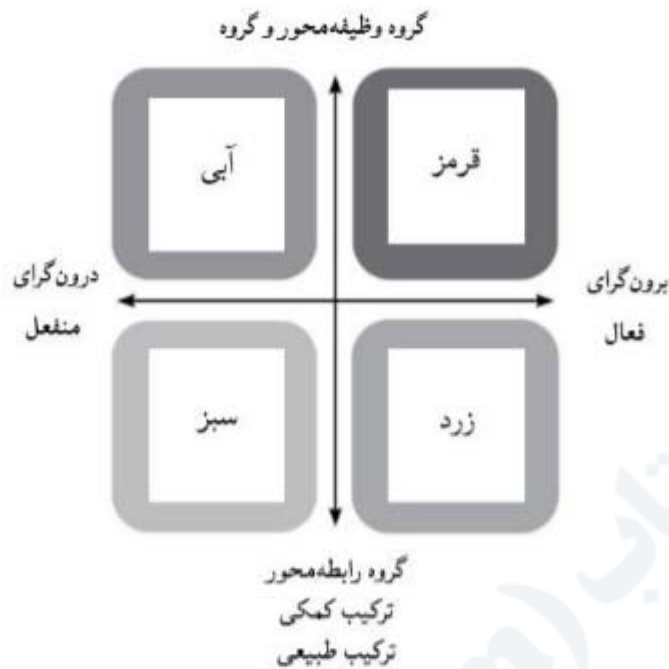 گروه وظیفه‌محور و گروه
قرمز
آبی
برون‌گرای
فعال
درون‌گرای
منفعل
زرد
سبز
گروه رابطه‌محور
ترکیب کمکی
ترکیب طبیعی